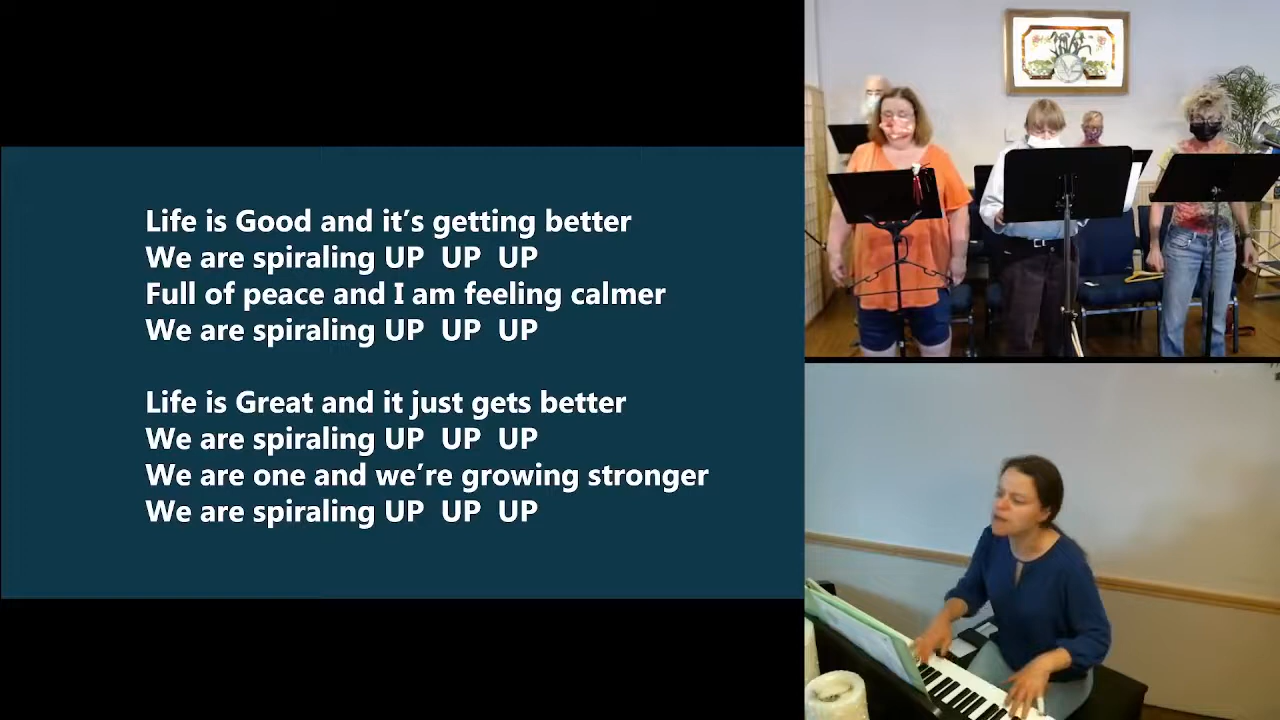 Life is Good and it’s getting better
We are spiraling UP  UP  UP
Full of peace and I am feeling calmer
We are spiraling UP  UP  UP
Life is Great and it just gets better
We are spiraling UP  UP  UP
We are one and we’re growing stronger
We are spiraling UP  UP  UP